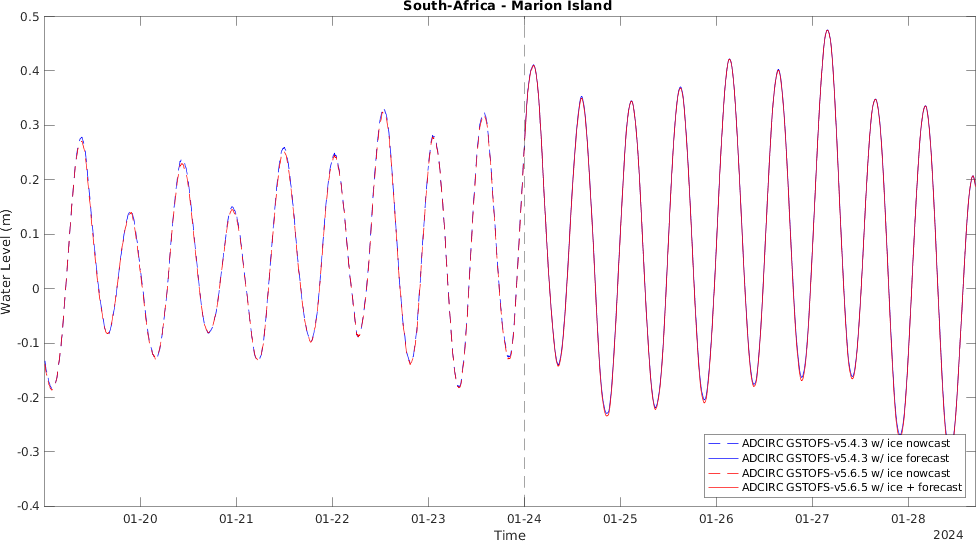 South-Africa - Marion Island
0.5
0.4
0.3
0.2
0.1
0
-0.1
-0.2
-0.3
-0.4
Water Level (m)
ADCIRC GSTOFS-v5.4.3 w/ ice nowcast
ADCIRC GSTOFS-v5.4.3 w/ ice forecast
ADCIRC GSTOFS-v5.6.5 w/ ice nowcast
ADCIRC GSTOFS-v5.6.5 w/ ice + forecast
01-20 01-21 01-22 01-23 01-24 01-25 01-26 01-27 01-28
Time
2024